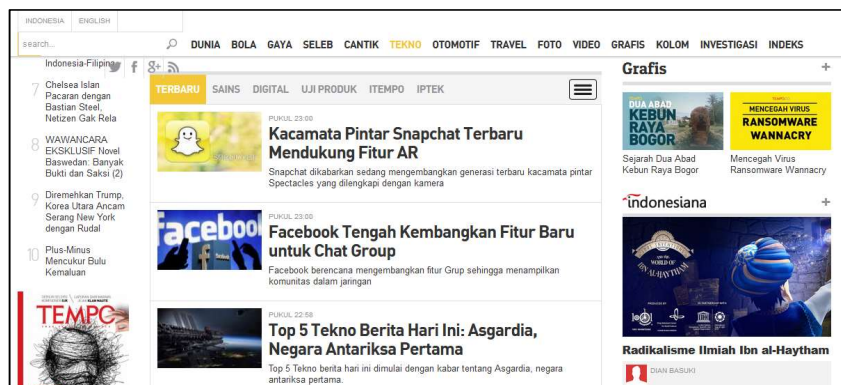 INDONESIA ENGLISH
search...
DUNIA BOLA GAYA SELEB CANTIK TEKNO OTOMOTIF TRAVEL FOTO VIDEO GRAFIS KOLOM INVESTIGASI INDEKS
Indonesia-Filipina
7 Chelsea Islan
Pacaran dengan
Bastian Steel,
Netizen Gak Rela
8 WAWANCARA
EKSKLUSIF Novel
Baswedan: Banyak
Bukti dan Saksi (2)
9 Diremehkan Trump,
Korea Utara Ancam
Serang New York
dengan Rudal
10 Plus-Minus
Mencukur Bulu
Kemaluan
TEMPO
TERBARU SAINS DIGITAL UJI PRODUK ITEMPO IPTEK
PUKUL 23:00
Kacamata Pintar Snapchat Terbaru
Mendukung Fitur AR
Snapchat dikabarkan sedang mengembangkan generasi terbaru kacamata pintar
Spectacles yang dilengkapi dengan kamera
facebook
PUKUL 23:00
Facebook Tengah Kembangkan Fitur Baru
untuk Chat Group
Facebook berencana mengembangkan fitur Grup sehingga menampilkan
komunitas dalam jaringan
PUKUL 22:58
Top 5 Tekno Berita Hari Ini: Asgardia,
Negara Antariksa Pertama
Top 5 Tekno berita hari ini dimulai dengan kabar tentang Asgardia, negara
antariksa pertama.
Grafis +
DUA ABAD
KEBUN
RAYA
BOGOR
Sejarah Dua Abad
Kebun Raya Bogor
MENCEGAH VIRUS
RANSOMWARE
WANNACRY
Mencegah Virus
Ransomware Wannacry
indonesiana +
WORLD OF
IBN AL-HAYTHAM
Radikalisme Ilmiah Ibn al-Haytham
DIAN BASUKI